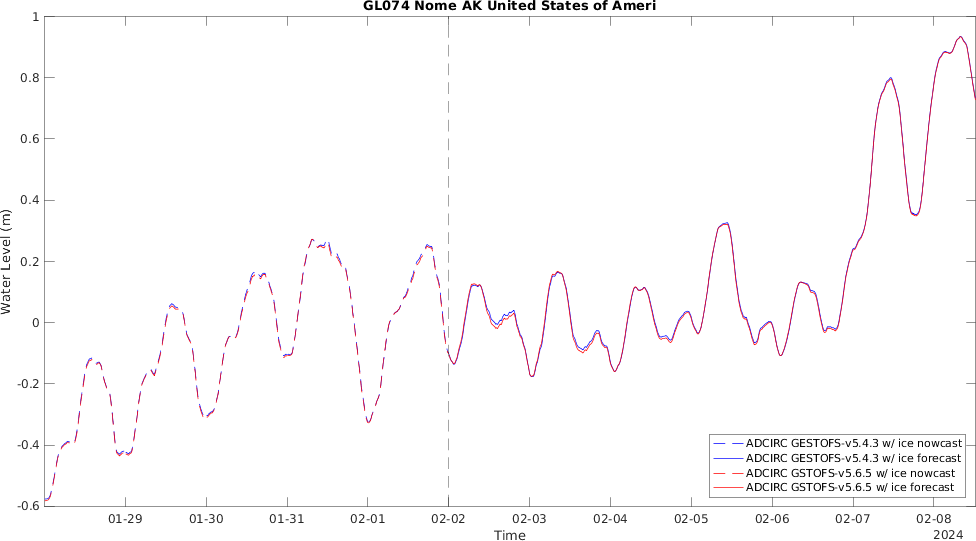 GL074 Nome AK United States of Ameri
1
0.8
0.6
0.4
0.2
0
-0.2
-0.4
-0.6
Water Level (m)
ADCIRC GESTOFS-v5.4.3 w/ ice nowcast
ADCIRC GESTOFS-v5.4.3 w/ ice forecast
ADCIRC GSTOFS-v5.6.5 w/ ice nowcast
ADCIRC GSTOFS-v5.6.5 w/ ice forecast
01-29 01-30 01-31 02-01 02-02 02-03 02-04 02-05 02-06 02-07 02-08
Time 2024